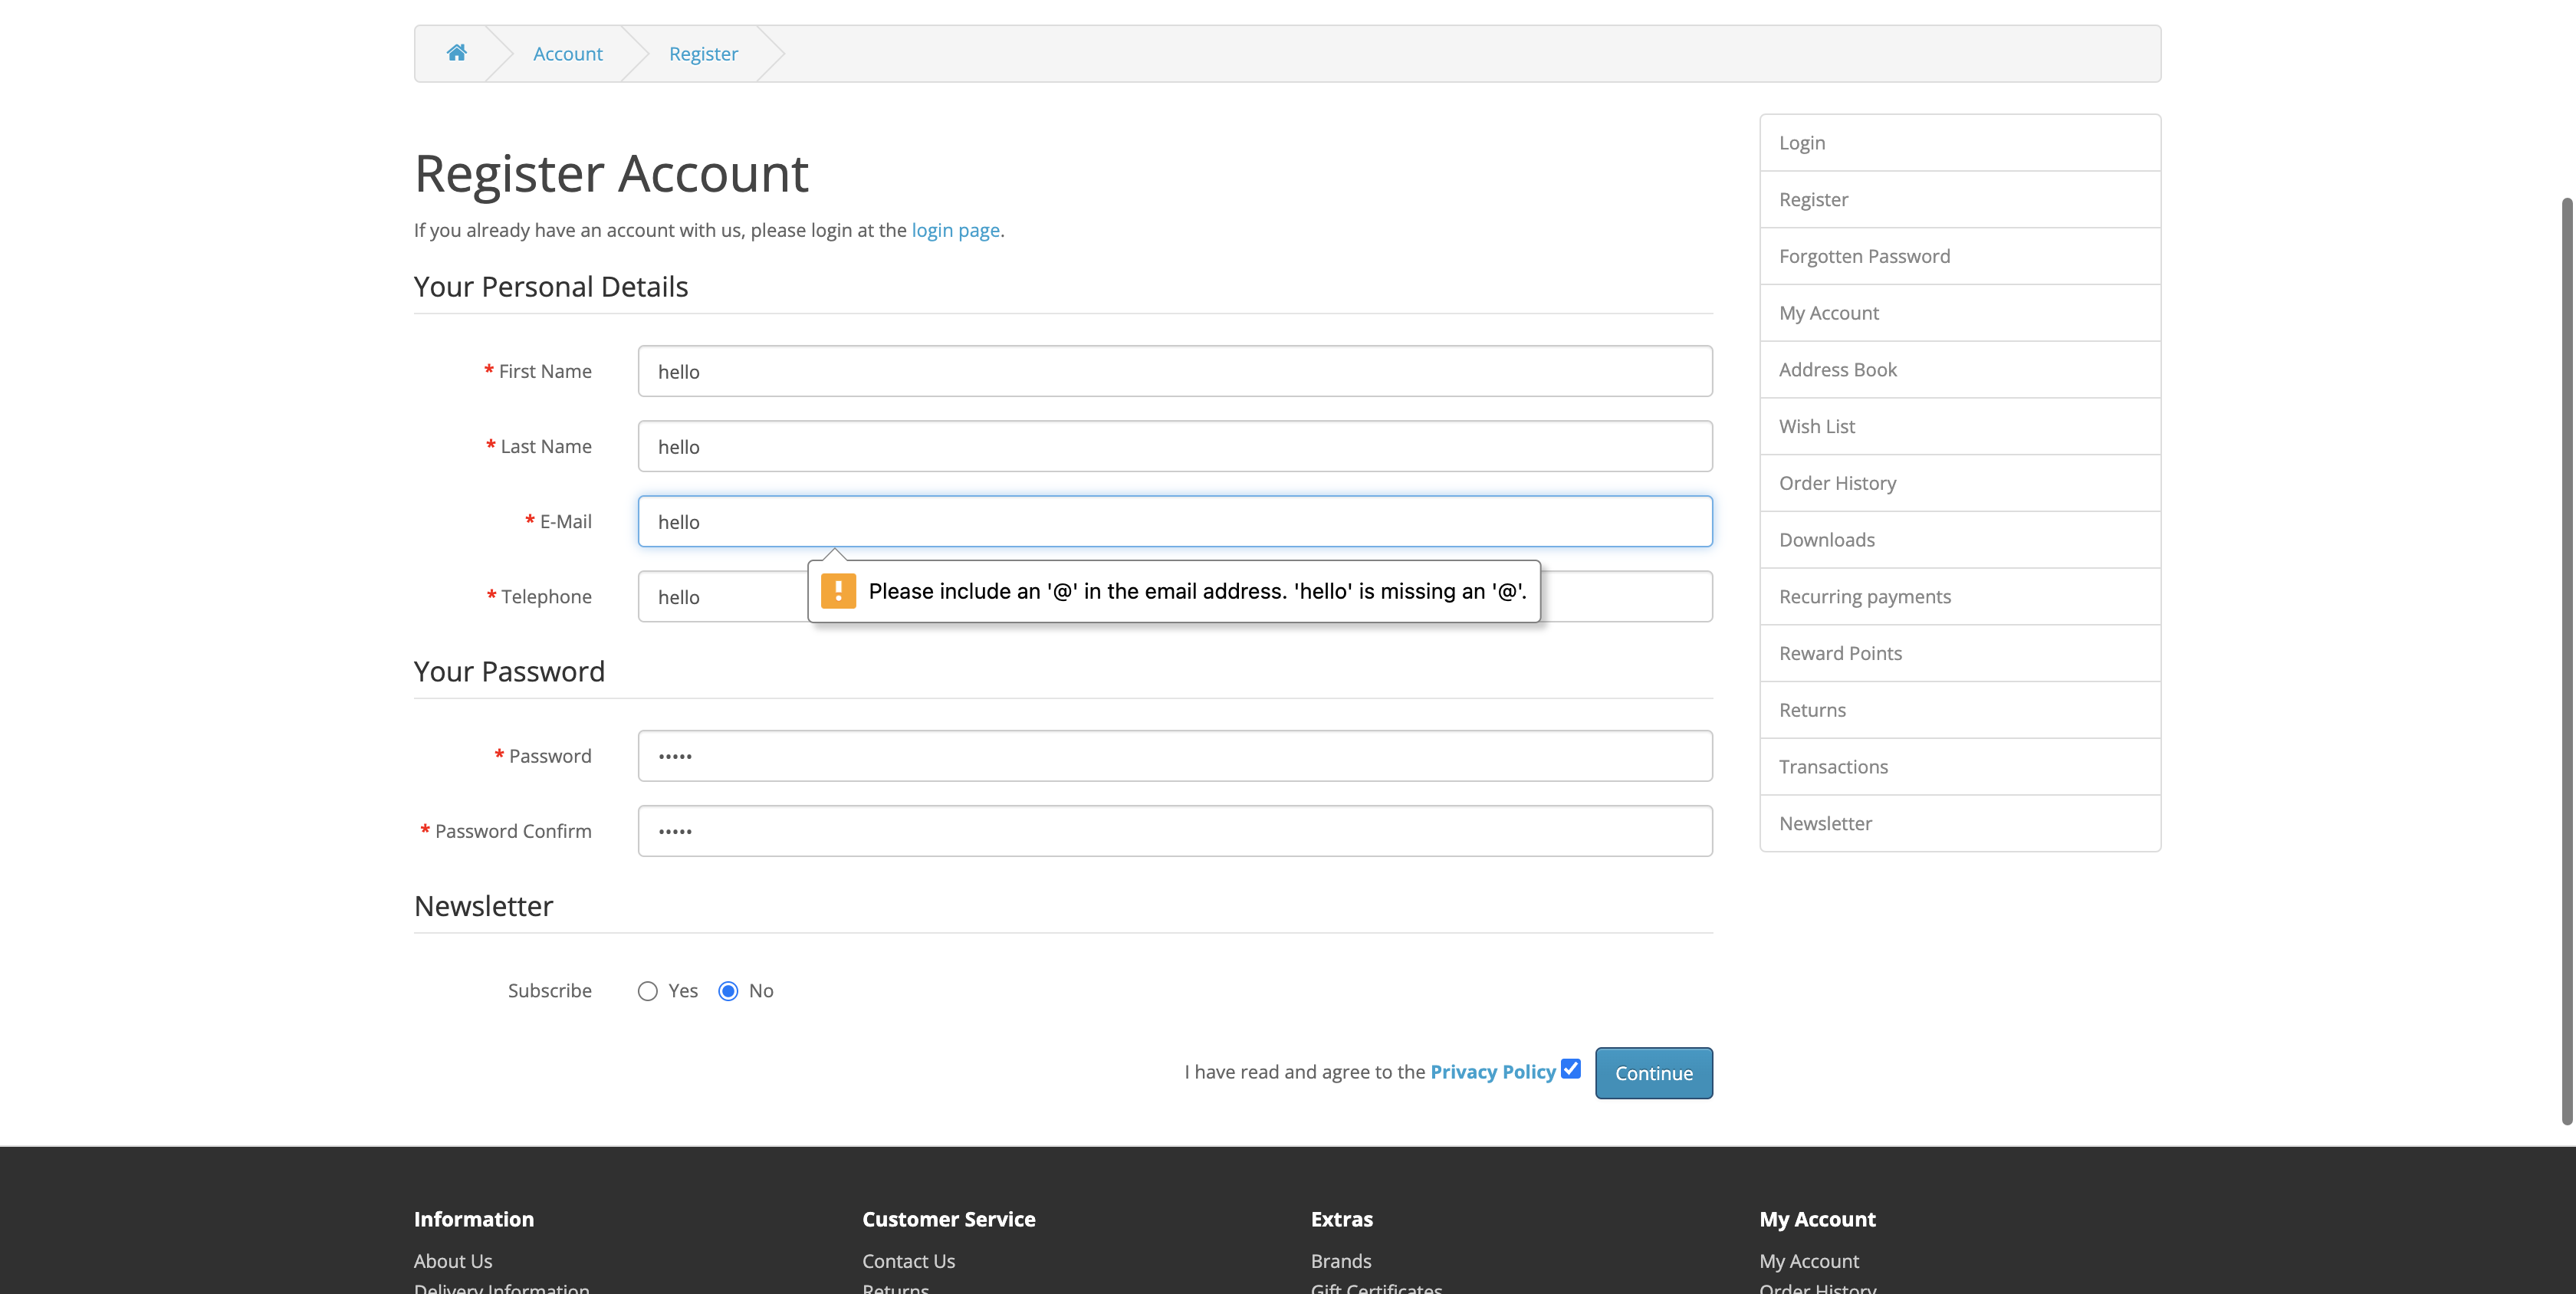 Account
Register
Register Account
If you already have an account with us, please login at the login page.
Your Personal Details
* First Name
hello
* Last Name
hello
* E-Mail
hello
Please include an '@' in the email address. 'hello' is missing an '@'.
* Telephone
hello
Your Password
* Password
•••••
* Password Confirm
•••••
Newsletter
Subscribe
Yes
No
I have read and agree to the Privacy Policy
Continue
Login
Register
Forgotten Password
My Account
Address Book
Wish List
Order History
Downloads
Recurring payments
Reward Points
Returns
Transactions
Newsletter
Information
About Us
Delivery Information
Customer Service
Contact Us
Returns
Extras
Brands
Gift Certificates
My Account
My Account
Order History